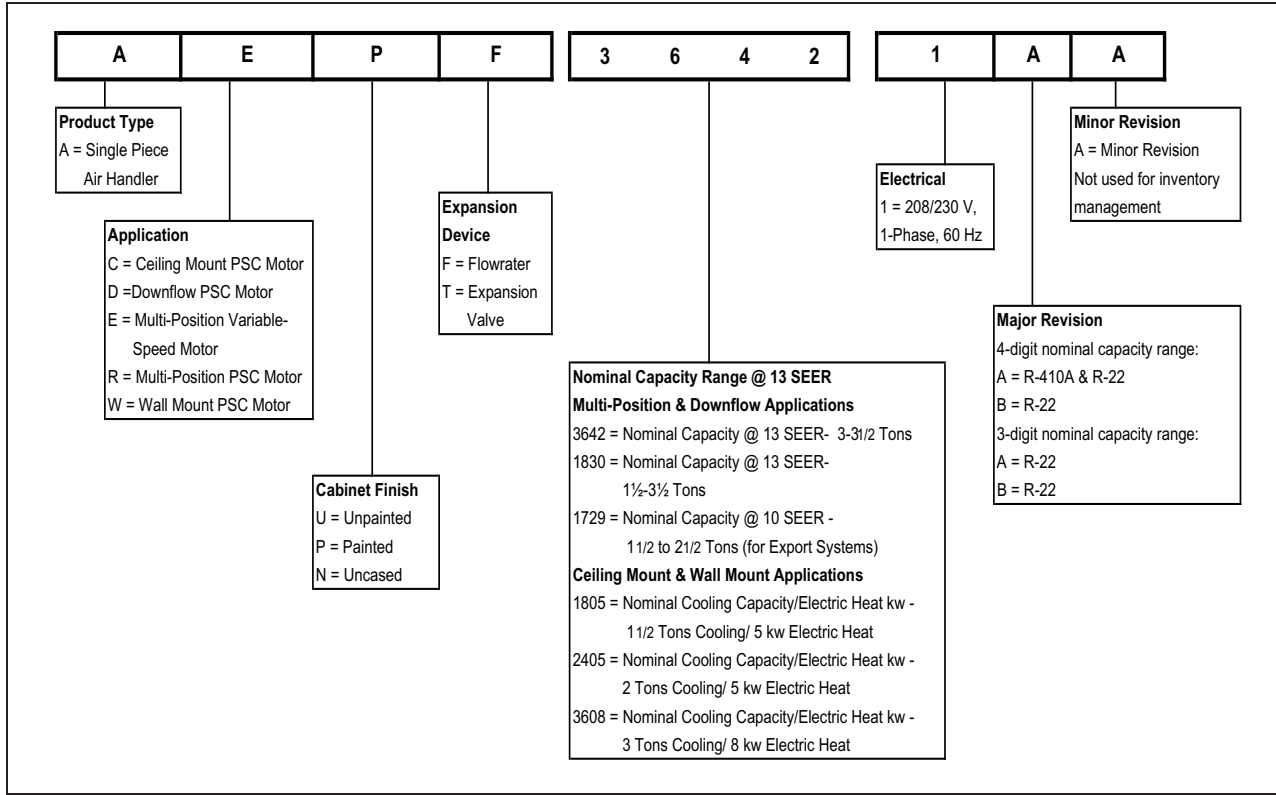 A E P F 3 6 4 2 1 A A
Product Type
A = Single Piece
Air Handler
Application
C = Ceiling Mount PSC Motor
D =Downflow PSC Motor
E = Multi-Position Variable-
Speed Motor
R = Multi-Position PSC Motor
W = Wall Mount PSC Motor
Cabinet Finish
U = Unpainted
P = Painted
N = Uncased
Expansion
Device
F = Flowrater
T = Expansion
Valve
Nominal Capacity Range @ 13 SEER
Multi-Position & Downflow Applications
3642 = Nominal Capacity @ 13 SEER- 3-31/2 Tons
1830 = Nominal Capacity @ 13 SEER-
1½-3½ Tons
1729 = Nominal Capacity @ 10 SEER -
11/2 to 21/2 Tons (for Export Systems)
Ceiling Mount & Wall Mount Applications
1805 = Nominal Cooling Capacity/Electric Heat kw -
11/2 Tons Cooling/ 5 kw Electric Heat
2405 = Nominal Cooling Capacity/Electric Heat kw -
2 Tons Cooling/ 5 kw Electric Heat
3608 = Nominal Cooling Capacity/Electric Heat kw -
3 Tons Cooling/ 8 kw Electric Heat
Electrical
1 = 208/230 V,
1-Phase, 60 Hz
Major Revision
4-digit nominal capacity range:
A = R-410A & R-22
B = R-22
3-digit nominal capacity range:
A = R-22
B = R-22
Minor Revision
A = Minor Revision
Not used for inventory
management